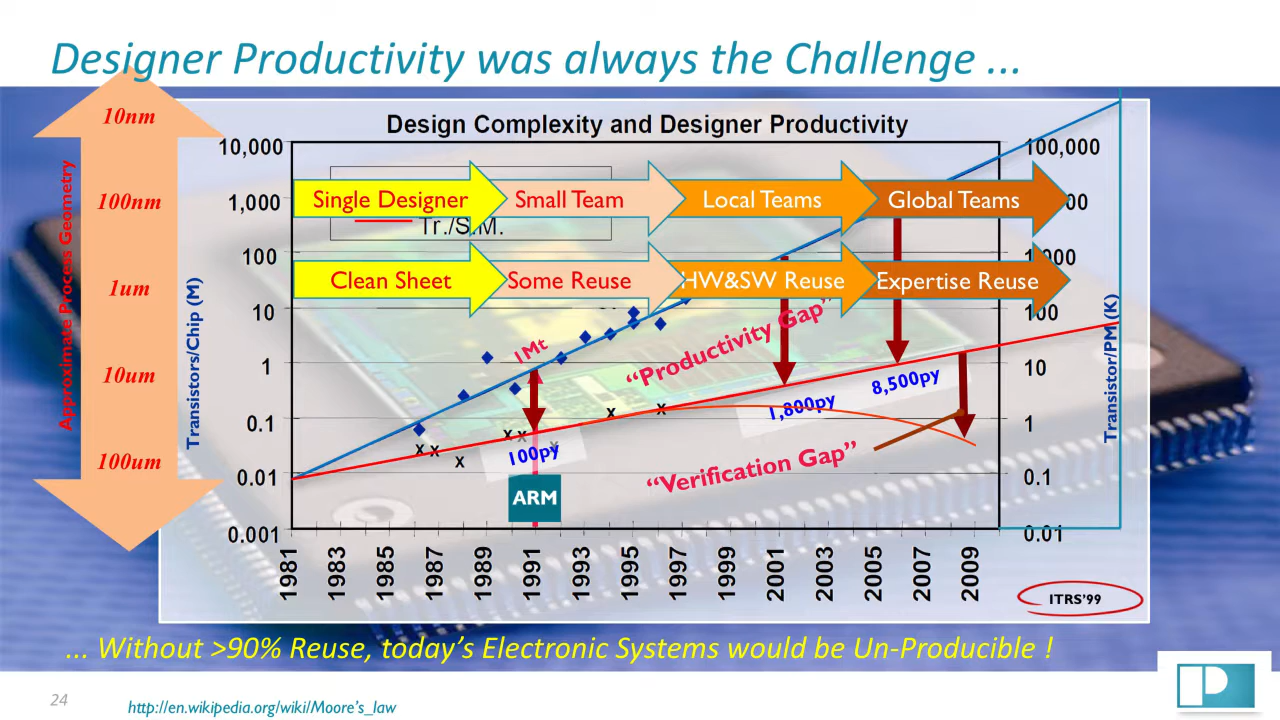 Designer Productivity was always the Challenge ...
10nm
100nm
1um
10um
100um
Approximate Process Geometry
Design Complexity and Designer Productivity
10,000
1,000
100
10
1
0.1
0.01
0.001
Transistors/Chip (M)
Single Designer
Small Team
Local Teams
Global Teams
Tr./S.M.
Clean Sheet
Some Reuse
HW&SW Reuse
Expertise Reuse
1Mt
"Productivity Gap"
100py
1,800py
8,500py
"Verification Gap"
ARM
100,000
00
000
100
10
1
0.1
0.01
Transistor/PM (K)
1981
1983
1985
1987
1989
1991
1993
1995
1997
1999
2001
2003
2005
2007
2009
ITRS'99
... Without >90% Reuse, today's Electronic Systems would be Un-Producible !
24
http://en.wikipedia.org/wiki/Moore's_law